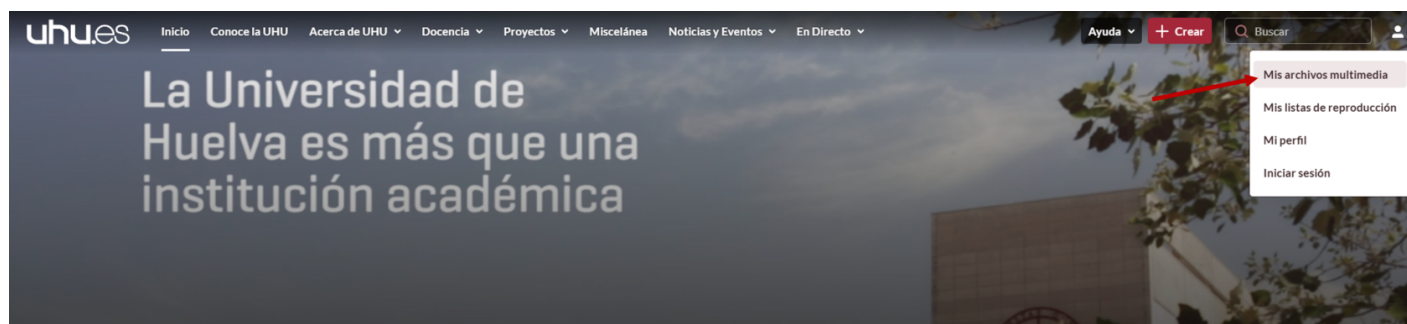 uhu.es Inicio Conoce la UHU Acerca de UHU Docencia Proyectos Miscelánea Noticias y Eventos En Directo Ayuda + Crear Buscar
La Universidad de
Huelva es más que una
institución académica
Mis archivos multimedia
Mis listas de reproducción
Mi perfil
Iniciar sesión